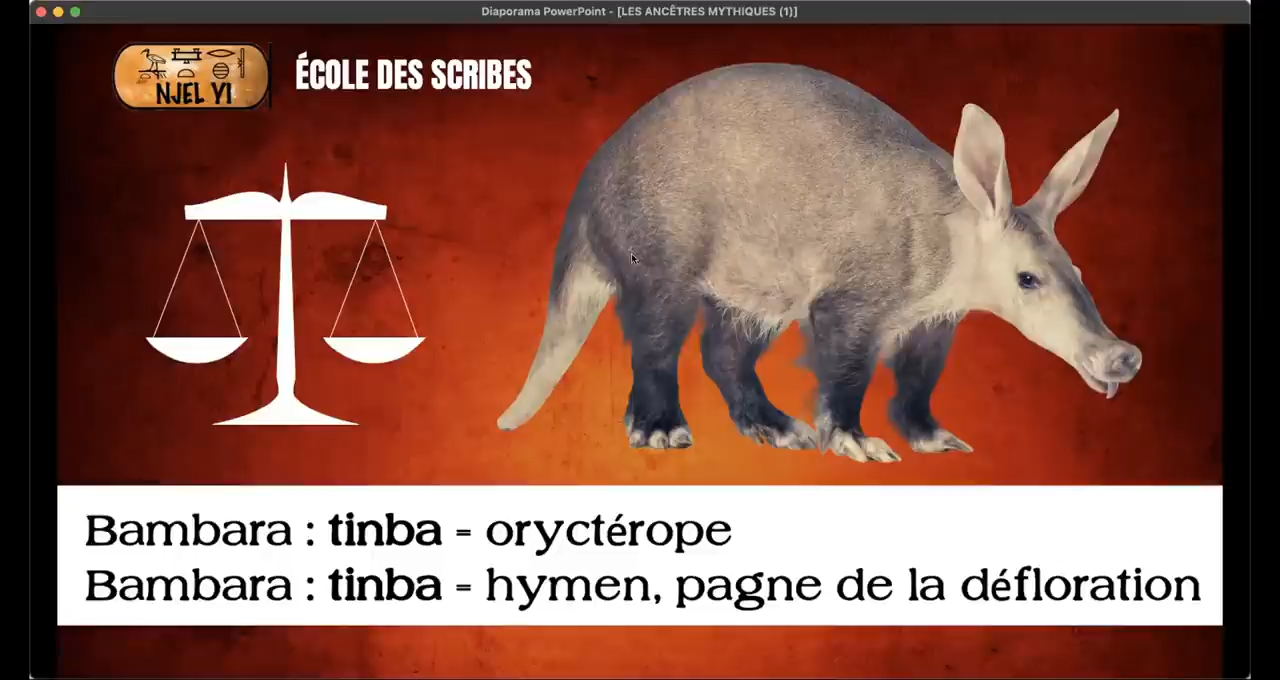 Diaporama PowerPoint - [LES ANCÊTRES MYTHIQUES (1)]
NJEL YI
ÉCOLE DES SCRIBES
Bambara : tinba = oryctérope
Bambara : tinba = hymen, pagne de la défloration